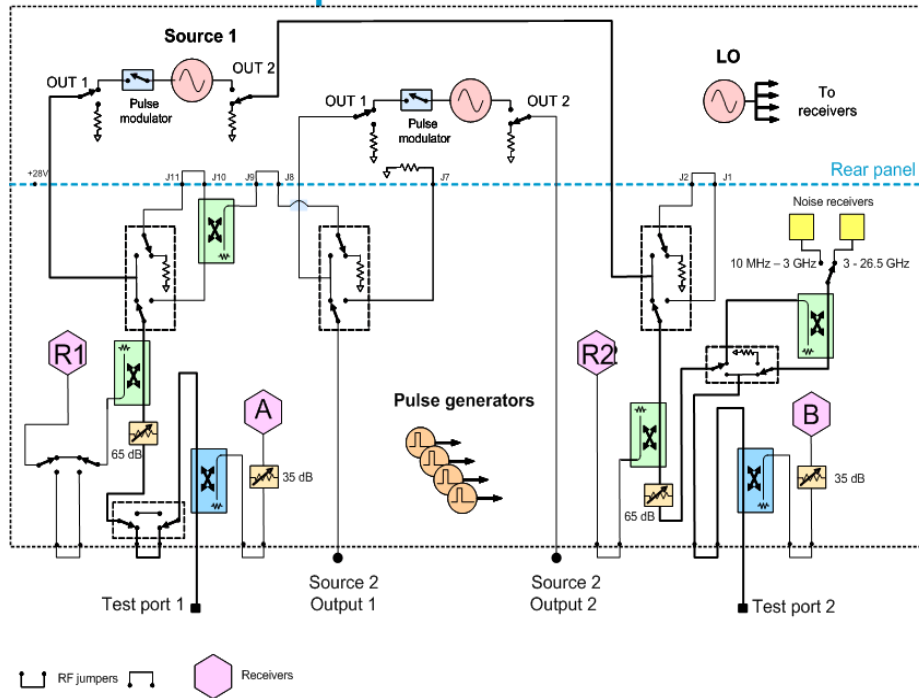 Source 1
LO
OUT 1
OUT 2
Pulse
modulator
OUT 1
OUT 2
Pulse
modulator
To
receivers
+28V
J11
J10
J9
J8
J7
J2
J1
Rear panel
Noise receivers
10 MHz – 3 GHz
3 - 26.5 GHz
R1
A
R2
B
Pulse generators
65 dB
35 dB
65 dB
35 dB
Test port 1
Source 2
Output 1
Source 2
Output 2
Test port 2
RF jumpers
Receivers